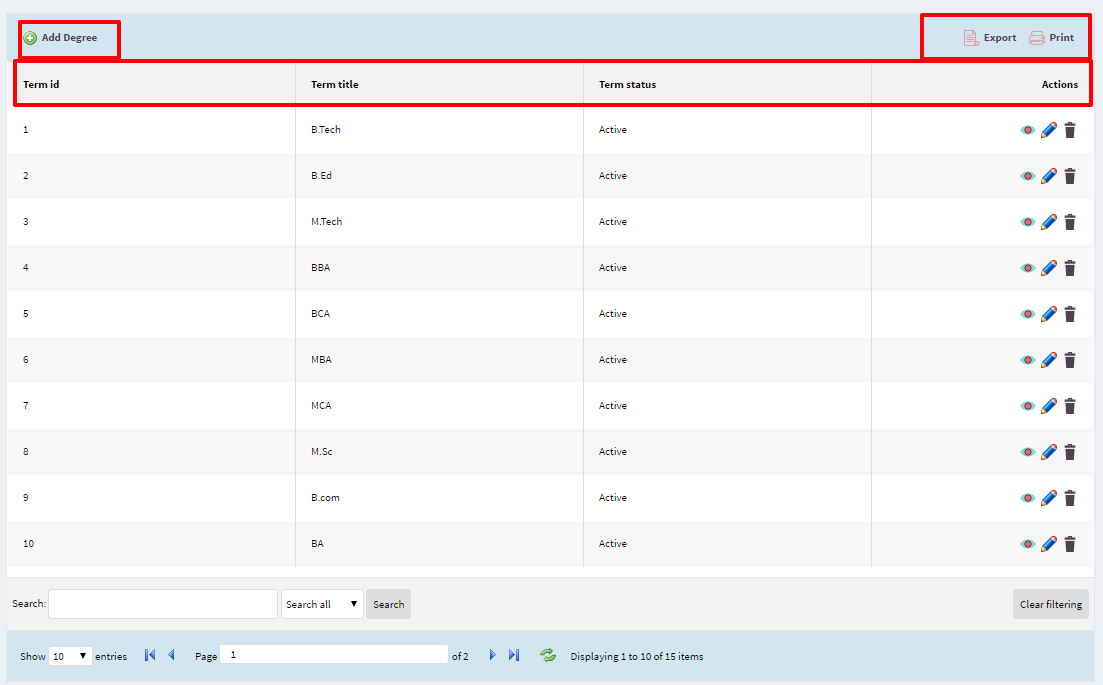 Add Degree Export Print
Term id Term title Term status Actions
1 B.Tech Active
2 B.Ed Active
3 M.Tech Active
4 BBA Active
5 BCA Active
6 MBA Active
7 MCA Active
8 M.Sc Active
9 B.com Active
10 BA Active
Search: Search all Search Clear filtering
Show 10 entries Page 1 of 2 Displaying 1 to 10 of 15 items